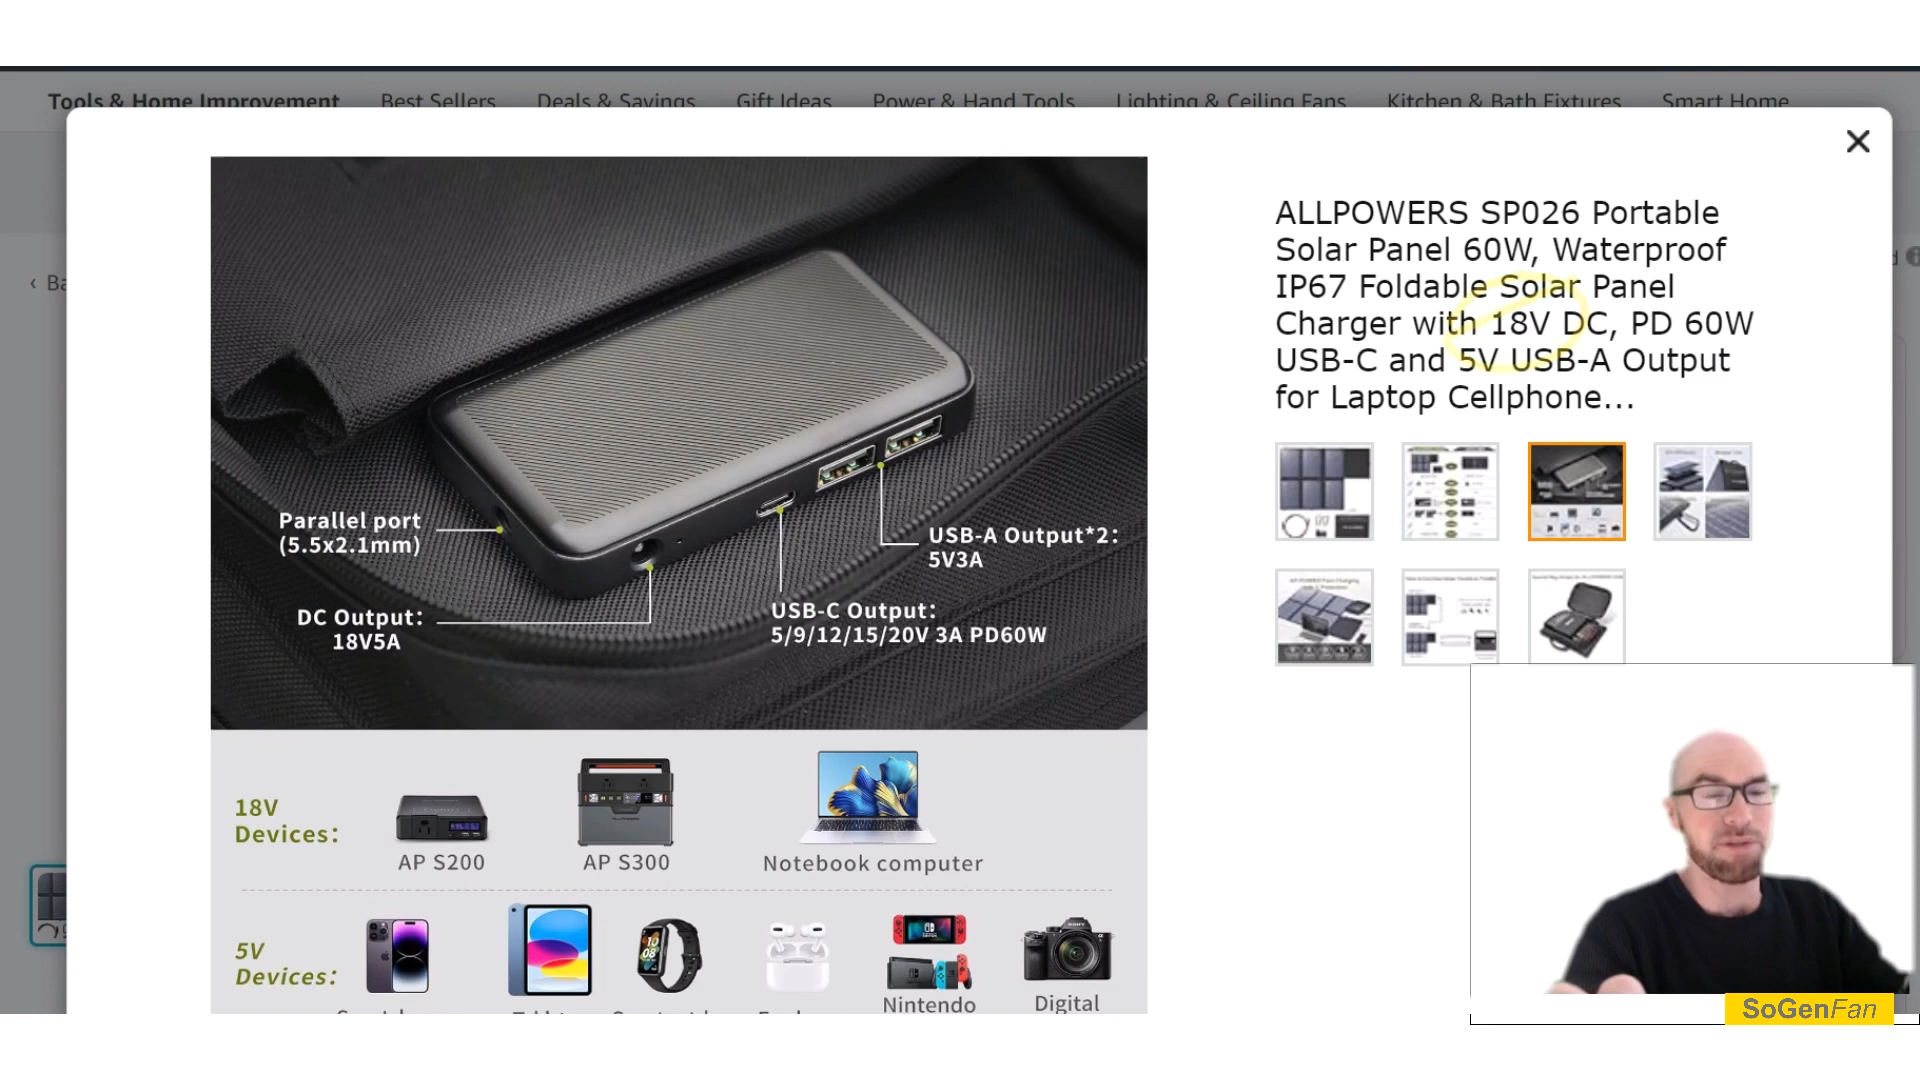 Tools & Home Improvement Best Sellers Deals & Savings Gift Ideas Power & Hand Tools Lighting & Ceiling Fans Kitchen & Bath Fixtures Smart Home
‹ Ba
ALLPOWERS SP026 Portable
Solar Panel 60W, Waterproof
IP67 Foldable Solar Panel
Charger with 18V DC, PD 60W
USB-C and 5V USB-A Output
for Laptop Cellphone...
Parallel port
(5.5x2.1mm)
DC Output:
18V5A
USB-A Output*2:
5V3A
USB-C Output:
5/9/12/15/20V 3A PD60W
18V
Devices:
AP S200
AP S300
Notebook computer
5V
Devices:
Nintendo
Digital
SoGenFan